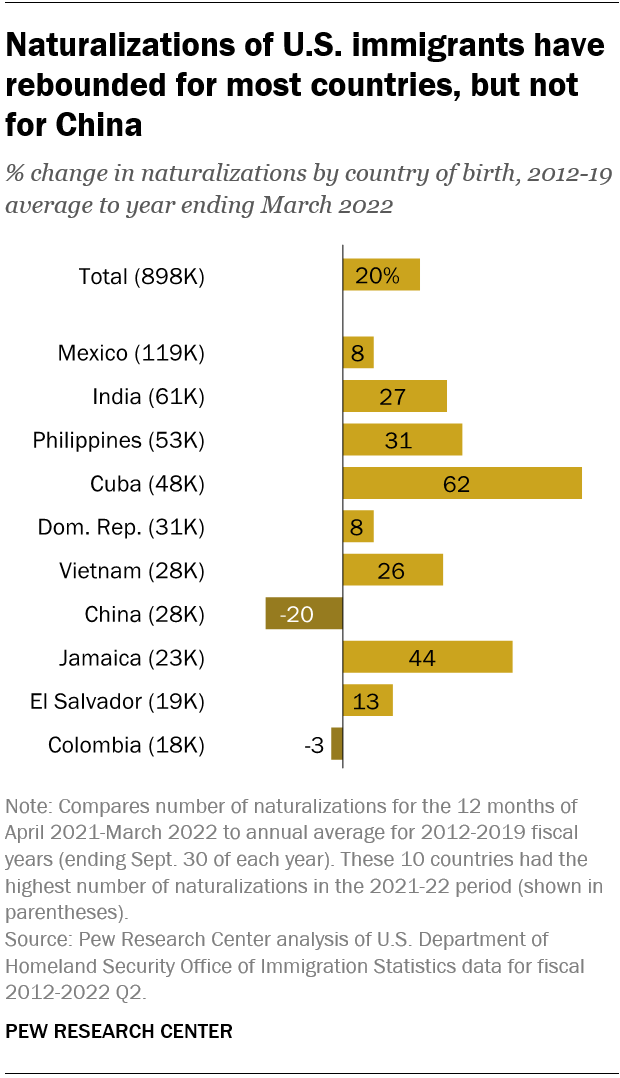 Naturalizations of U.S. immigrants have
rebounded for most countries, but not
for China
% change in naturalizations by country of birth, 2012-19
average to year ending March 2022
Total (898K) 20%
Mexico (119K) 8
India (61K) 27
Philippines (53K) 31
Cuba (48K) 62
Dom. Rep. (31K) 8
Vietnam (28K) 26
China (28K) -20
Jamaica (23K) 44
El Salvador (19K) 13
Colombia (18K) -3
Note: Compares number of naturalizations for the 12 months of
April 2021-March 2022 to annual average for 2012-2019 fiscal
years (ending Sept. 30 of each year). These 10 countries had the
highest number of naturalizations in the 2021-22 period (shown in
parentheses).
Source: Pew Research Center analysis of U.S. Department of
Homeland Security Office of Immigration Statistics data for fiscal
2012-2022 Q2.
PEW RESEARCH CENTER